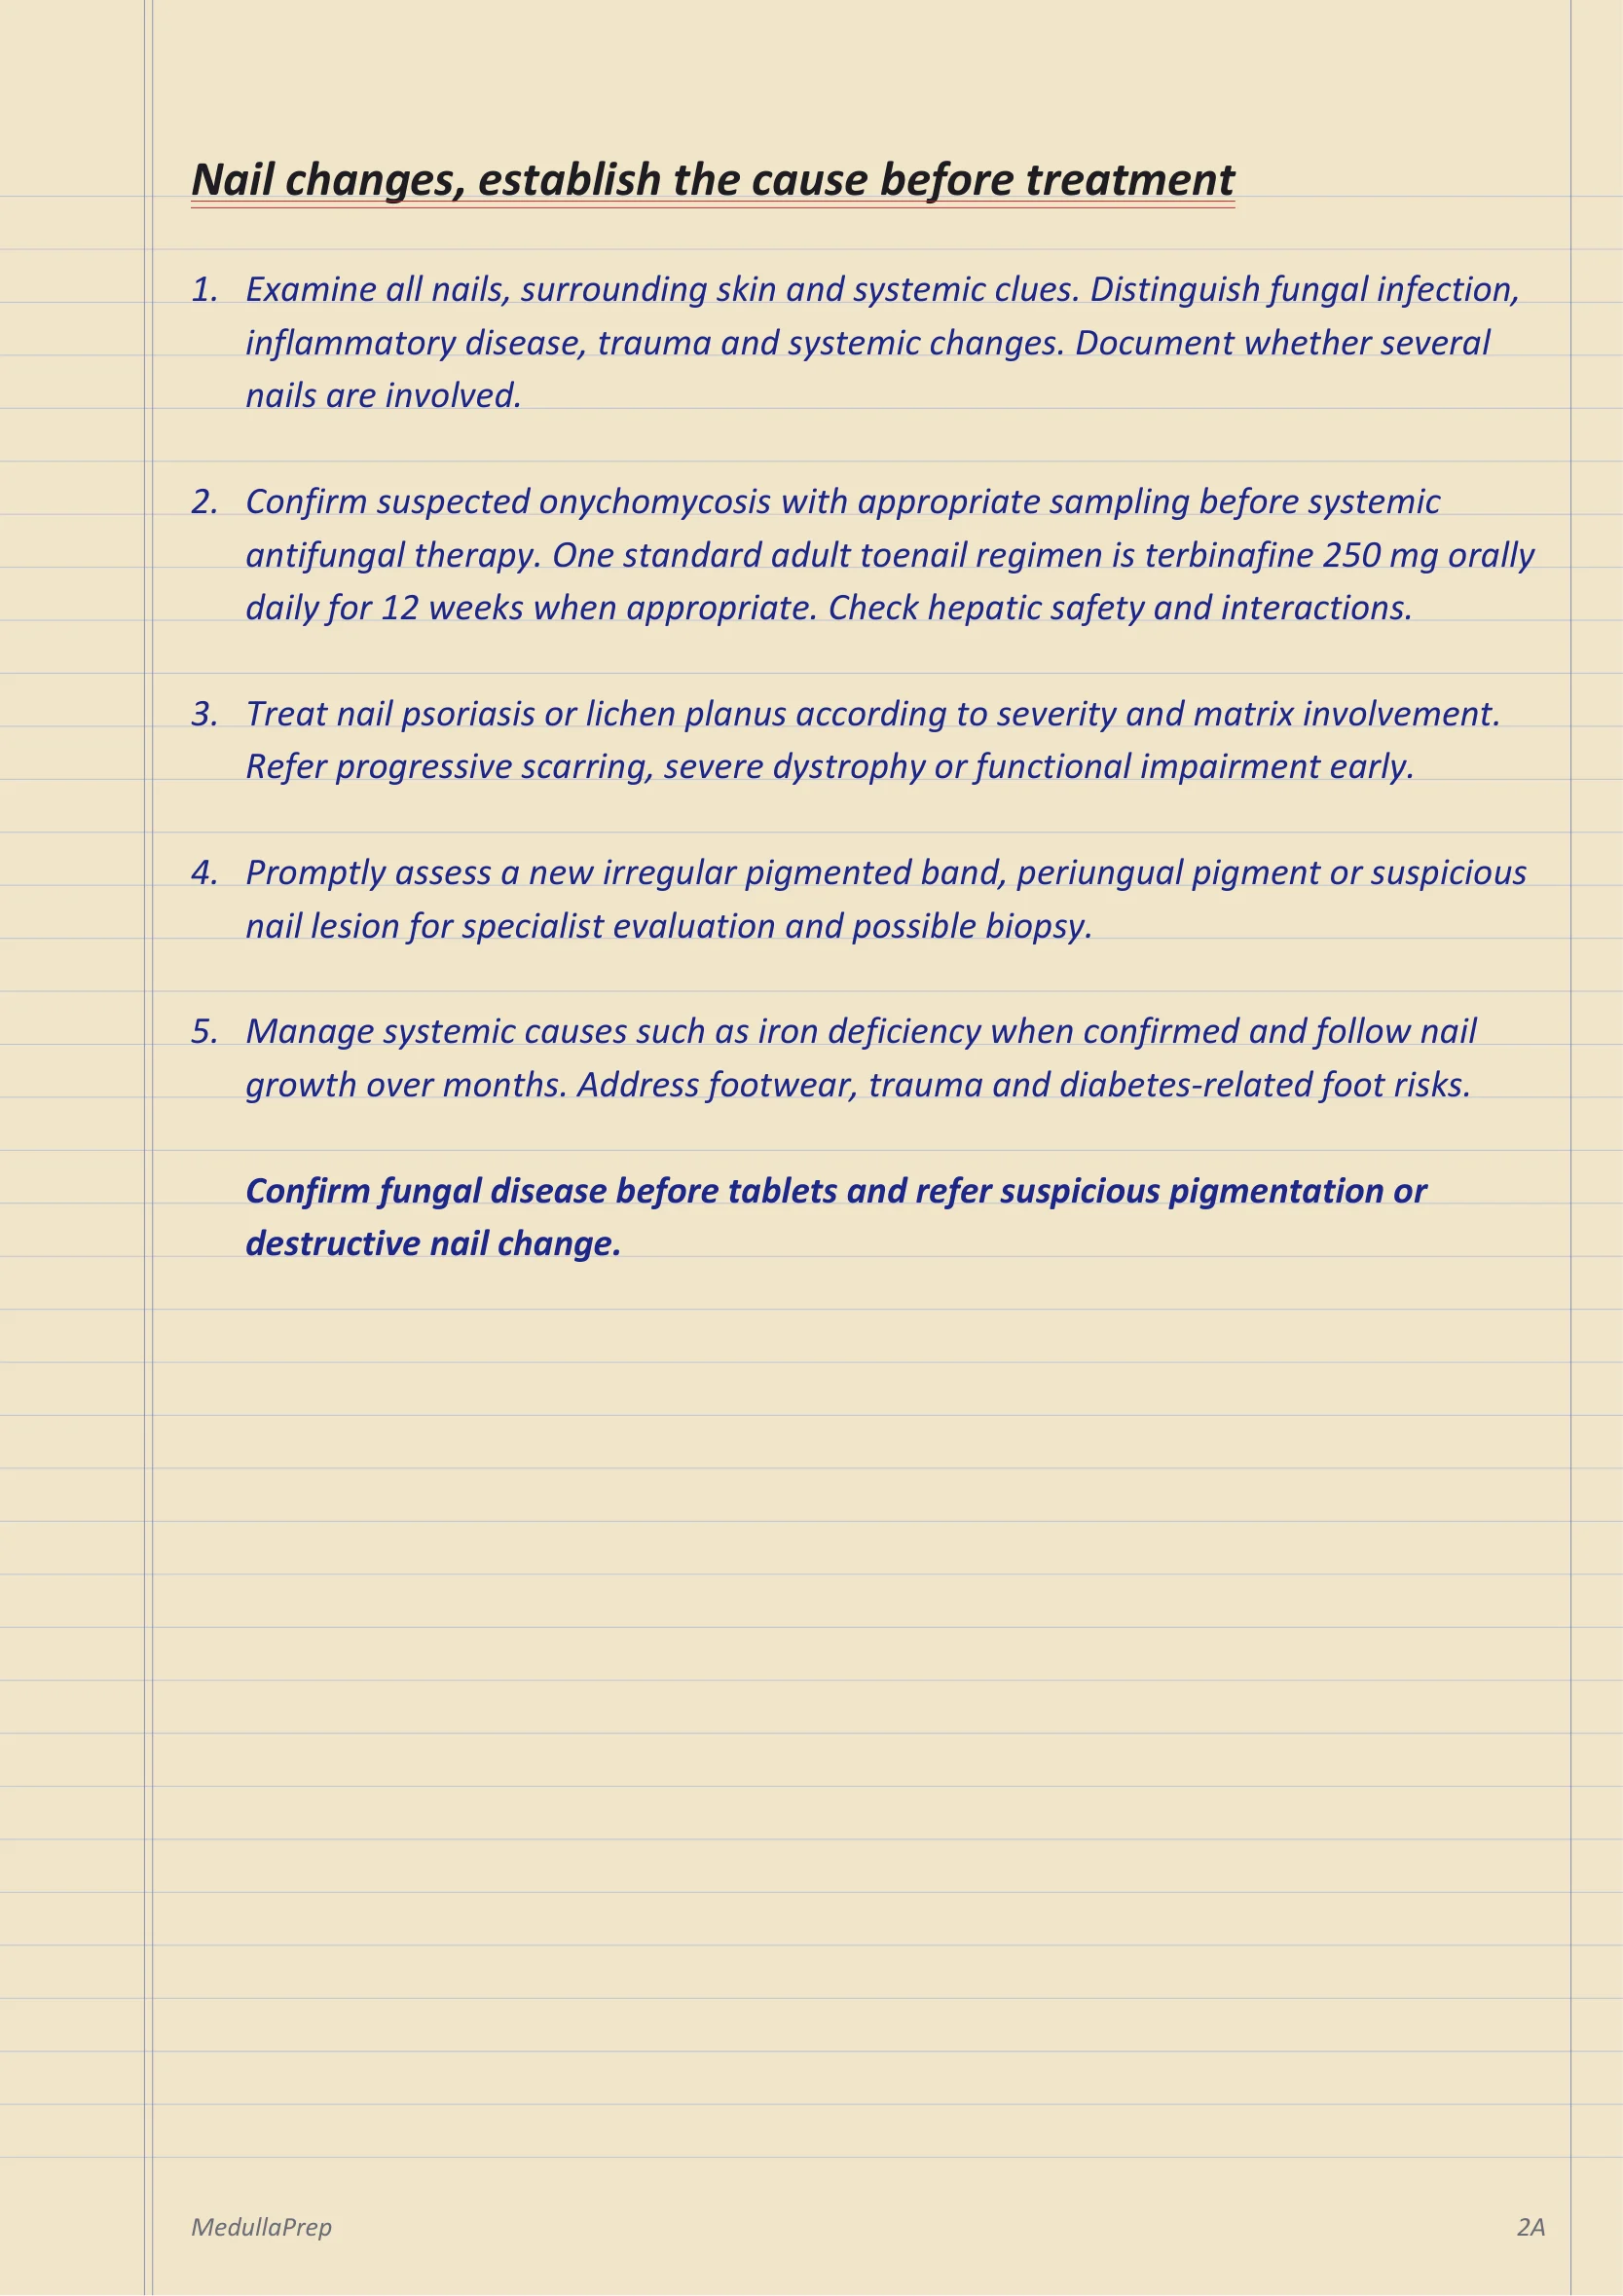 Nail changes, establish the cause before treatment
1. Examine all nails, surrounding skin and systemic clues. Distinguish fungal infection,
inflammatory disease, trauma and systemic changes. Document whether several
nails are involved.
2. Confirm suspected onychomycosis with appropriate sampling before systemic
antifungal therapy. One standard adult toenail regimen is terbinafine 250 mg orally
daily for 12 weeks when appropriate. Check hepatic safety and interactions.
3. Treat nail psoriasis or lichen planus according to severity and matrix involvement.
Refer progressive scarring, severe dystrophy or functional impairment early.
4. Promptly assess a new irregular pigmented band, periungual pigment or suspicious
nail lesion for specialist evaluation and possible biopsy.
5. Manage systemic causes such as iron deficiency when confirmed and follow nail
growth over months. Address footwear, trauma and diabetes-related foot risks.
Confirm fungal disease before tablets and refer suspicious pigmentation or
destructive nail change.
MedullaPrep
2A